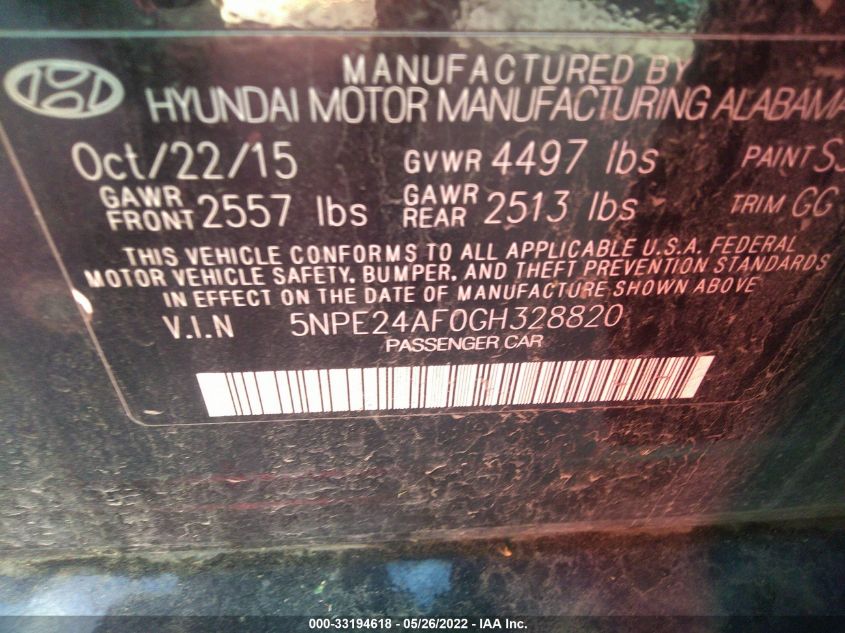 MANUFACTURED BY
HYUNDAI MOTOR MANUFACTURING ALABAMA
Oct/22/15 GVWR 4497 lbs PAINT
GAWR FRONT 2557 lbs GAWR REAR 2513 lbs TRIM GG
THIS VEHICLE CONFORMS TO ALL APPLICABLE U.S.A. FEDERAL
MOTOR VEHICLE SAFETY, BUMPER, AND THEFT PREVENTION STANDARDS
IN EFFECT ON THE DATE OF MANUFACTURE SHOWN ABOVE
V.I.N 5NPE24AF0GH328820
PASSENGER CAR
000-33194618 - 05/26/2022 - IAA Inc.